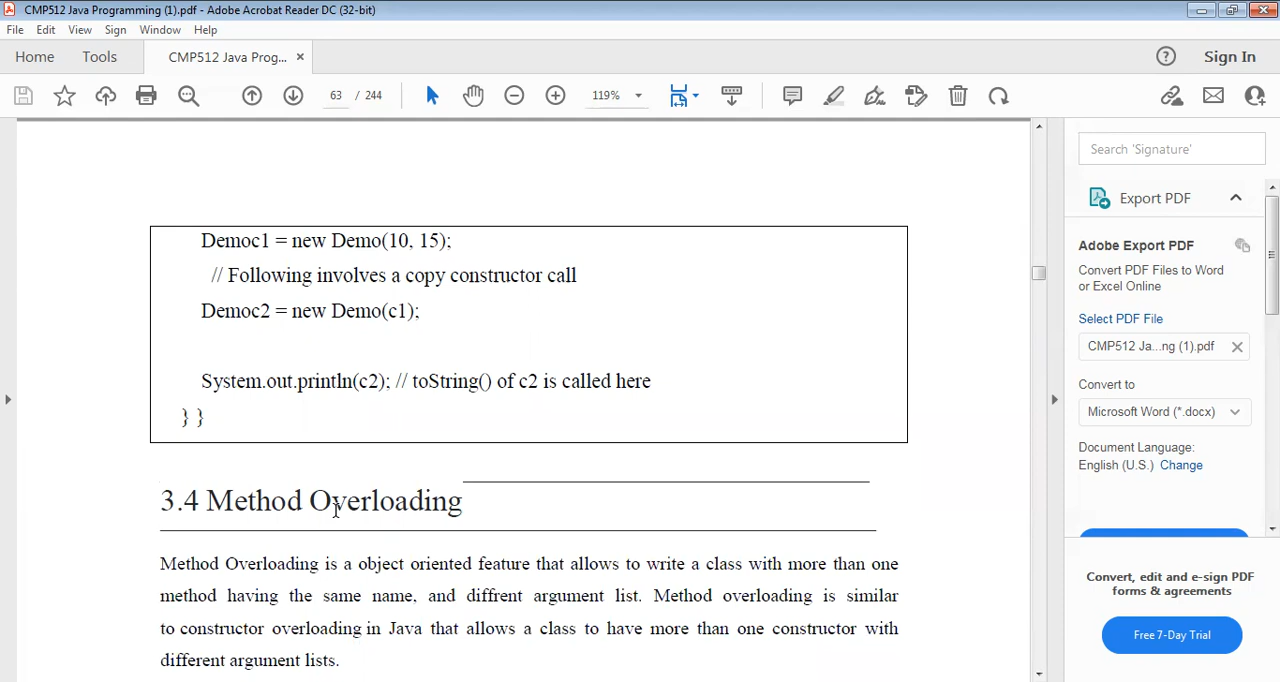 CMP512 Java Programming (1).pdf - Adobe Acrobat Reader DC (32-bit)
File Edit View Sign Window Help
Home Tools CMP512 Java Prog... × Sign In
63 / 244 119%
Democ1 = new Demo(10, 15);
// Following involves a copy constructor call
Democ2 = new Demo(c1);
System.out.println(c2); // toString() of c2 is called here
} }
3.4 Method Overloading
Method Overloading is a object oriented feature that allows to write a class with more than one
method having the same name, and diffrent argument list. Method overloading is similar
to constructor overloading in Java that allows a class to have more than one constructor with
different argument lists.
Search 'Signature'
Export PDF
Adobe Export PDF
Convert PDF Files to Word
or Excel Online
Select PDF File
CMP512 Ja...ng (1).pdf
Convert to
Microsoft Word (*.docx)
Document Language:
English (U.S.) Change
Convert, edit and e-sign PDF
forms & agreements
Free 7-Day Trial